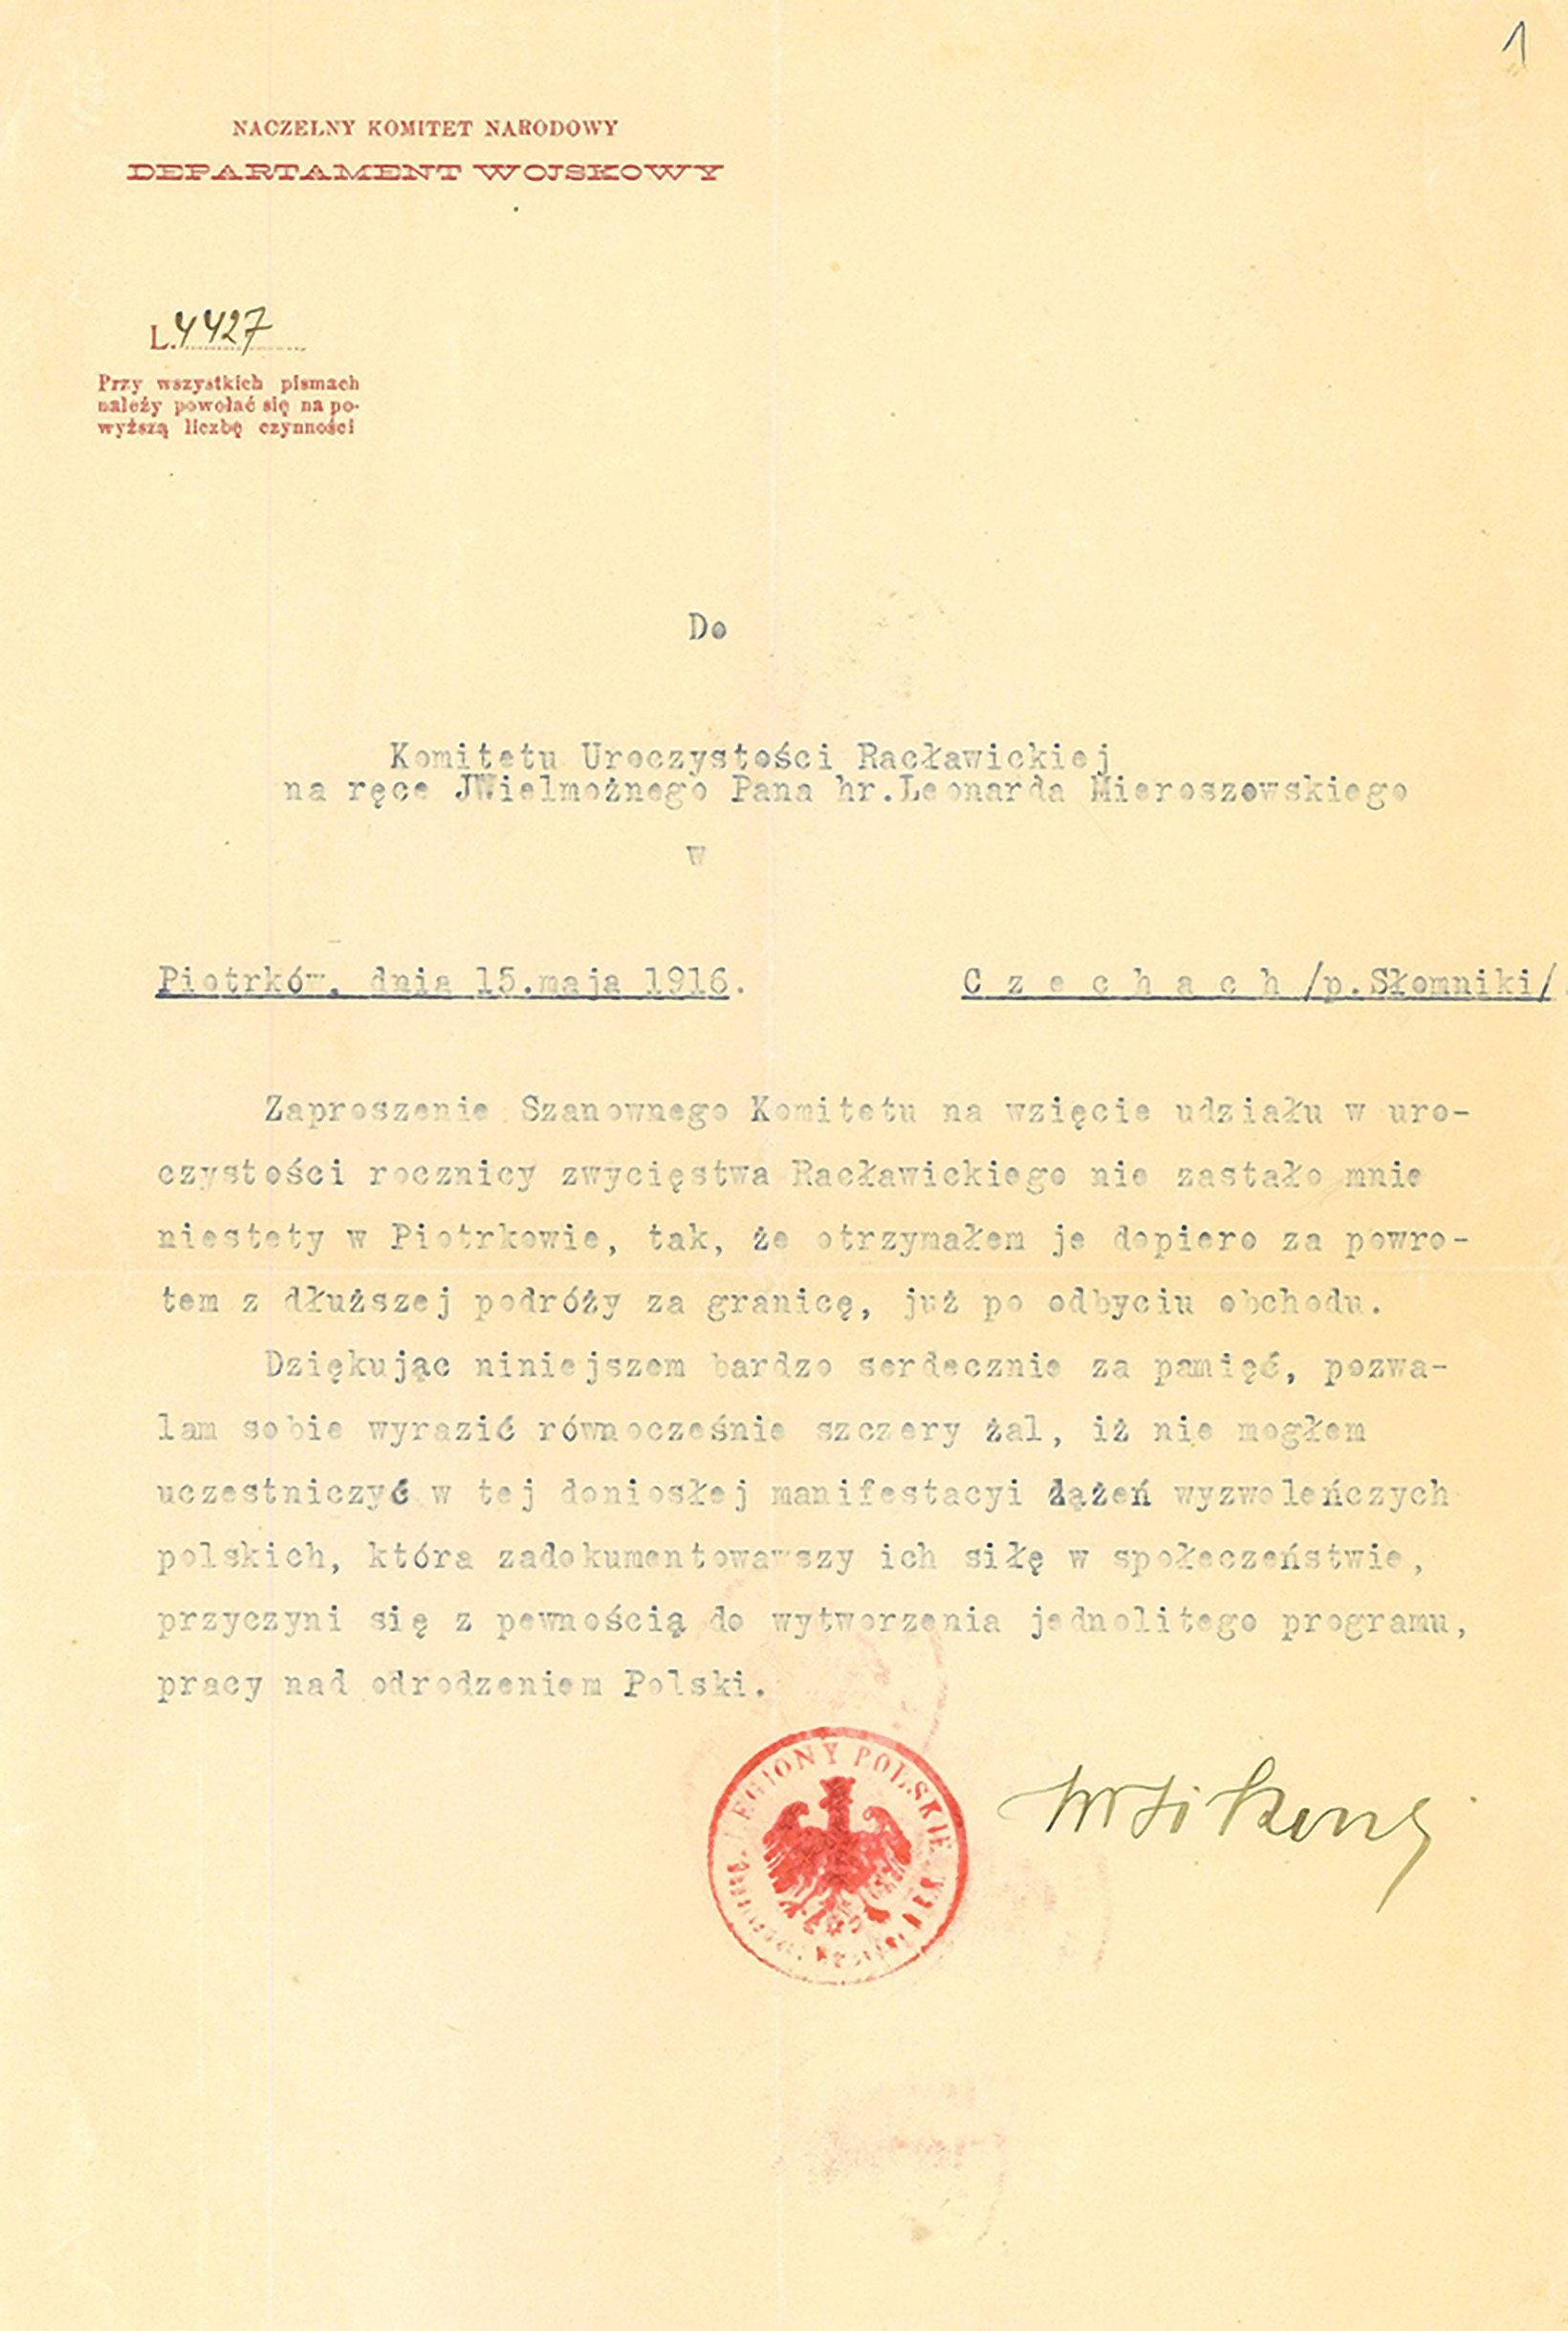 1
NACZELNY KOMITET NARODOWY
DEPARTAMENT WOJSKOWY
L. 4427
Przy wszystkich pismach
należy powołać się na po-
wyższą liczbę czynności
Do
Komitetu Uroczystości Racławickiej
na ręce JWielmożnego Pana hr.Leonarda Mieroszowskiego
w
Piotrków, dnia 15.maja 1916.
C z e c h a c h /p.Słomniki/
Zaproszenie Szanownego Komitetu na wzięcie udziału w uro-
czystości rocznicy zwycięstwa Racławickiego nie zastało mnie
niestety w Piotrkowie, tak, że otrzymałem je dopiero za powro-
tem z dłuższej podróży za granicę, już po odbyciu obchodu.
Dziękując niniejszem bardzo serdecznie za pamięć, pozwa-
lam sobie wyrazić równocześnie szczery żal, iż nie mogłem
uczestniczyć w tej doniosłej manifestacyi dążeń wyzwoleńczych
polskich, która zadokumentowawszy ich siłę w społeczeństwie,
przyczyni się z pewnością do wytworzenia jednolitego programu,
pracy nad odrodzeniem Polski.
LEGIONY POLSKIE
WSikorski